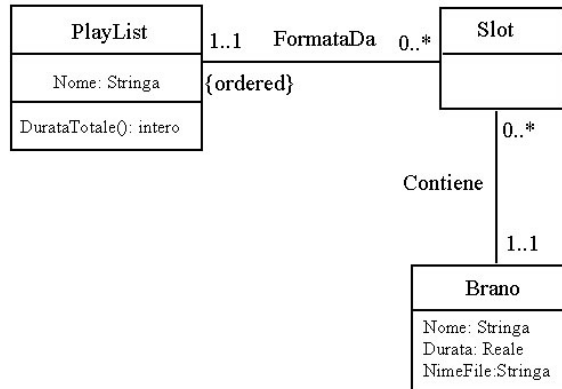 PlayList
Nome: Stringa
DurataTotale(): intero
1..1
FormataDa
0..*
{ordered}
Slot
0..*
Contiene
1..1
Brano
Nome: Stringa
Durata: Reale
NimeFile:Stringa